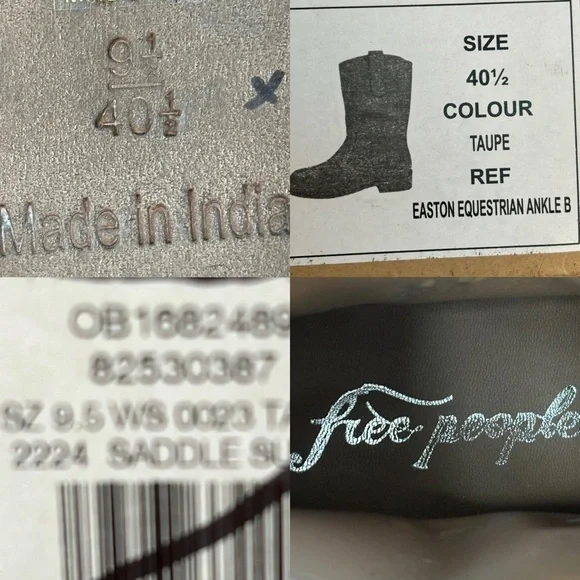 9½
40½
Made in India
SIZE
40½
COLOUR
TAUPE
REF
EASTON EQUESTRIAN ANKLE B
OB1682489
82530387
SZ 9.5 WS 0023 TA
2224 SADDLE
free people